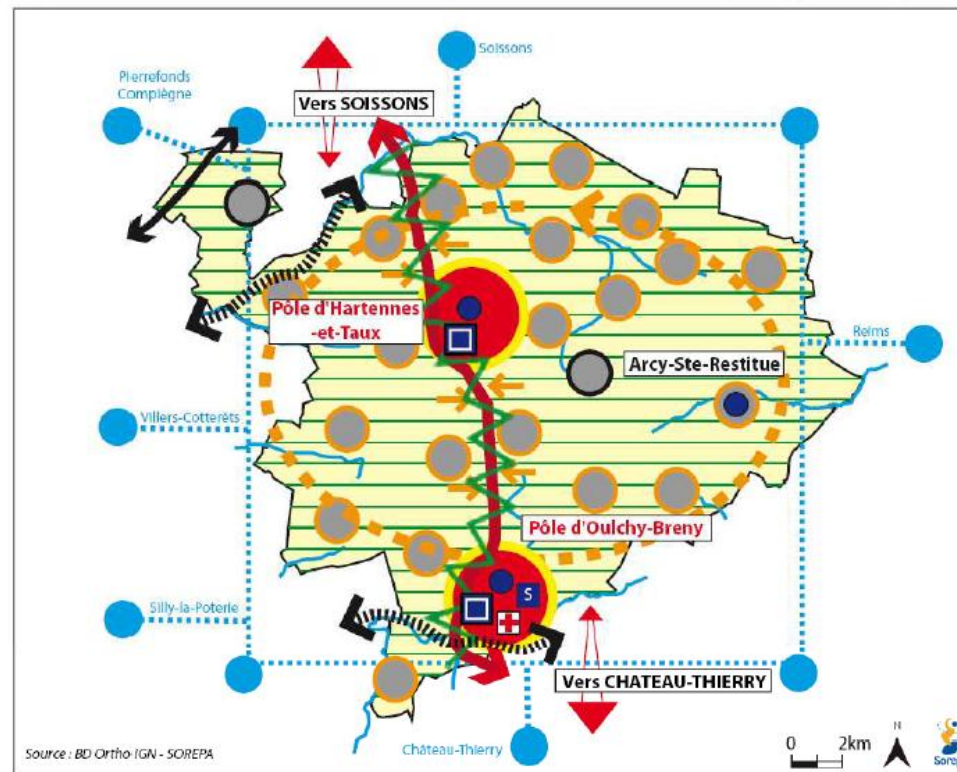 Soissons
Pierrefonds
Compiègne
Vers SOISSONS
Pôle d'Hartennes
-et-Taux
Reims
Arcy-Ste-Restitue
Villers-Cotterêts
Pôle d'Oulchy-Breny
S
Silly-la-Poterie
Vers CHATEAU-THIERRY
Château-Thierry
Source : BD Ortho IGN - SOREPA
0 2km
N